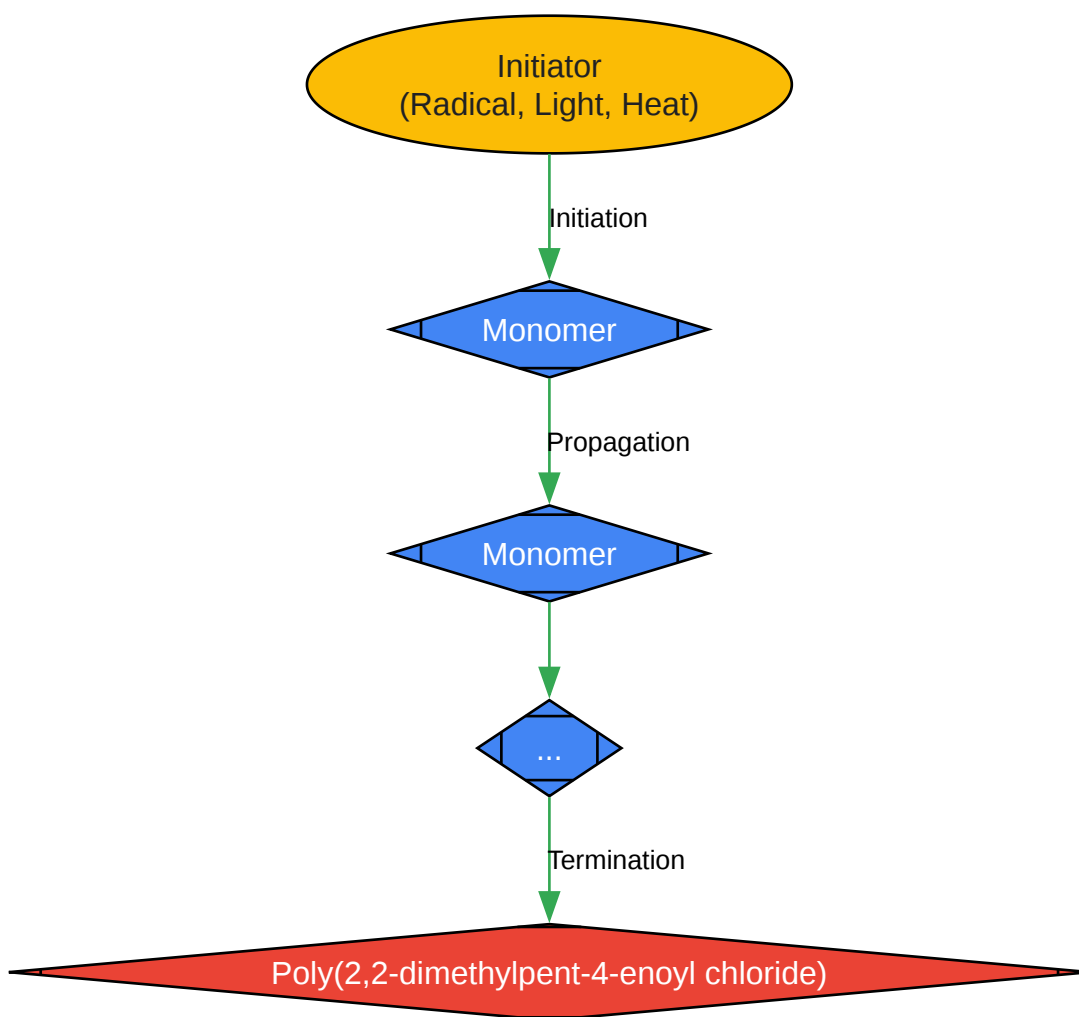 Initiator
(Radical, Light, Heat)
Initiation
Monomer
Propagation
Monomer
...
Termination
Poly(2,2-dimethylpent-4-enoyl chloride)